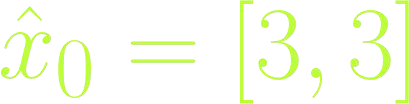 x̂₀ = [3, 3]